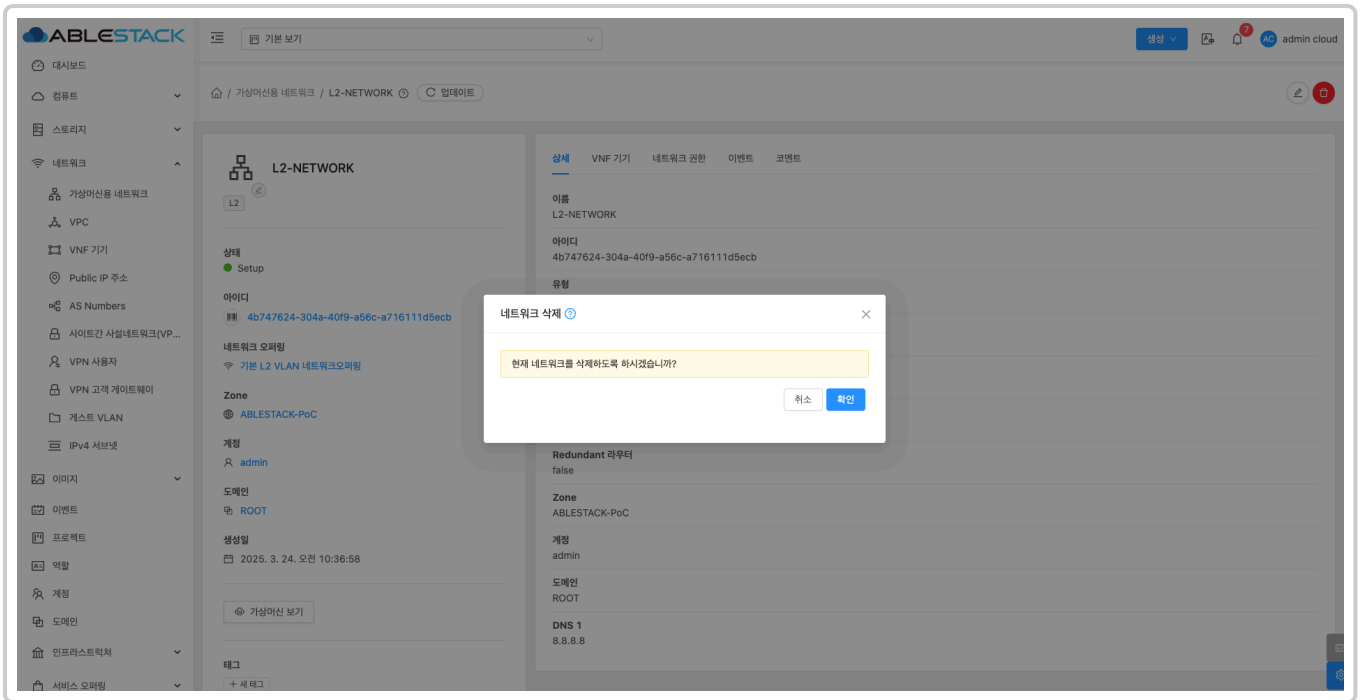 ABLESTACK
기본 보기
생성
7
AC
admin cloud
대시보드
컴퓨트
스토리지
네트워크
가상머신용 네트워크
VPC
VNF 기기
Public IP 주소
AS Numbers
사이트간 사설네트워크(VP...
VPN 사용자
VPN 고객 게이트웨이
게스트 VLAN
IPv4 서브넷
이미지
이벤트
프로젝트
역할
계정
도메인
인프라스트럭쳐
서비스 오퍼링
/ 가상머신용 네트워크 / L2-NETWORK
업데이트
L2-NETWORK
L2
상태
Setup
아이디
4b747624-304a-40f9-a56c-a716111d5ecb
네트워크 오퍼링
기본 L2 VLAN 네트워크오퍼링
Zone
ABLESTACK-PoC
계정
admin
도메인
ROOT
생성일
2025. 3. 24. 오전 10:36:58
가상머신 보기
태그
+ 새 태그
상세
VNF 기기
네트워크 권한
이벤트
코멘트
이름
L2-NETWORK
아이디
4b747624-304a-40f9-a56c-a716111d5ecb
유형
네트워크 삭제
현재 네트워크를 삭제하도록 하시겠습니까?
취소
확인
Redundant 라우터
false
Zone
ABLESTACK-PoC
계정
admin
도메인
ROOT
DNS 1
8.8.8.8